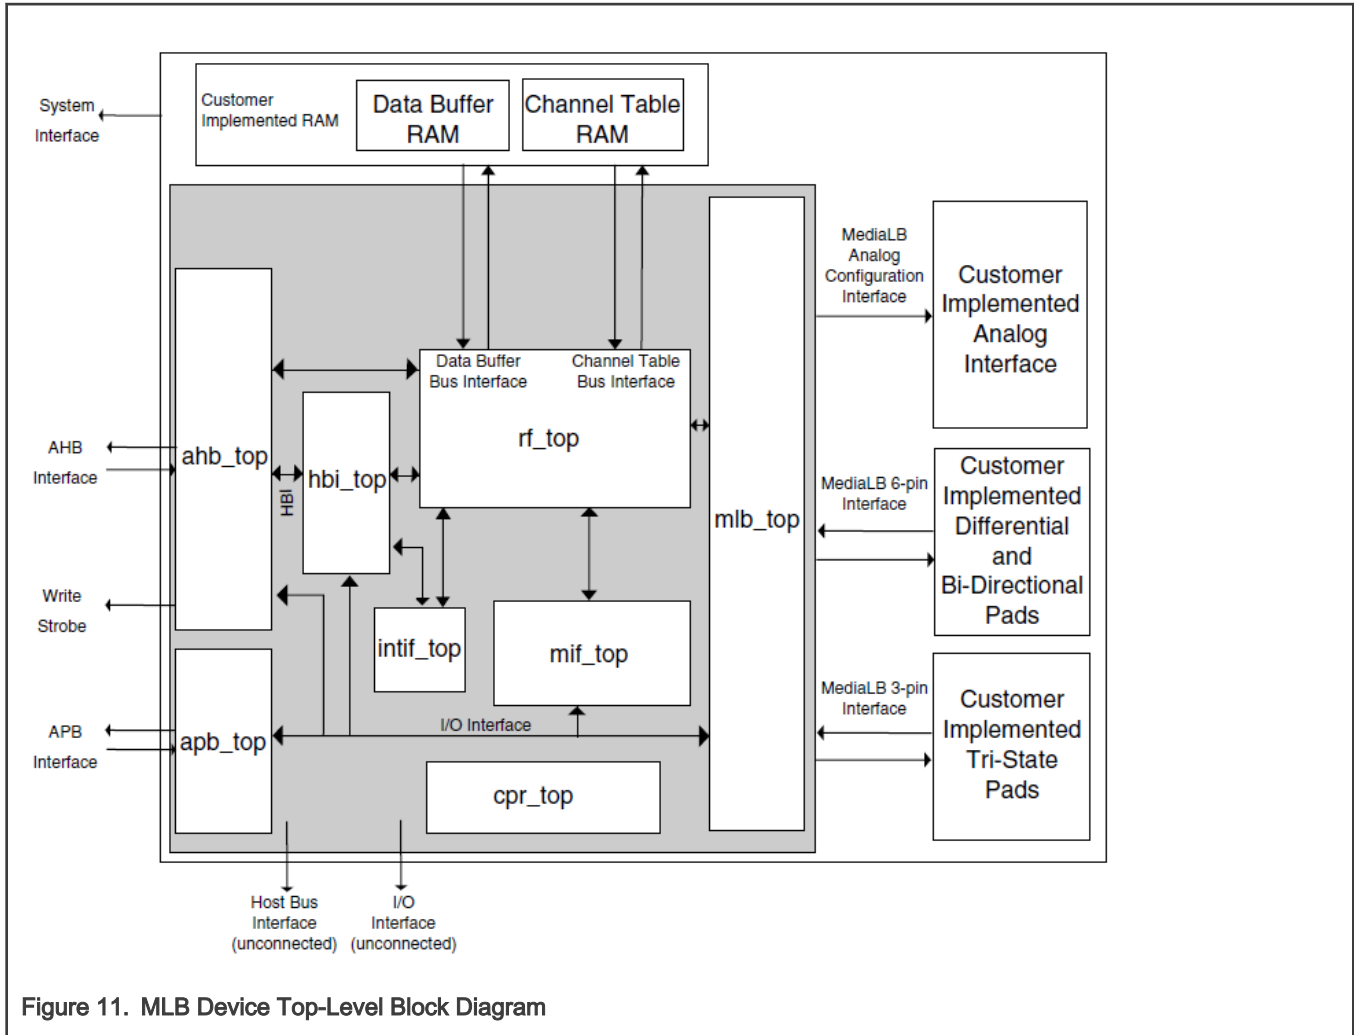 System
Interface
Customer
Implemented RAM
Data Buffer
RAM
Channel Table
RAM
MediaLB
Analog
Configuration
Interface
Customer
Implemented
Analog
Interface
Data Buffer
Bus Interface
Channel Table
Bus Interface
rf_top
AHB
Interface
ahb_top
HBI
hbi_top
mlb_top
MediaLB 6-pin
Interface
Customer
Implemented
Differential
and
Bi-Directional
Pads
Write
Strobe
intif_top
mif_top
MediaLB 3-pin
Interface
Customer
Implemented
Tri-State
Pads
APB
Interface
apb_top
I/O Interface
cpr_top
Host Bus
Interface
(unconnected)
I/O
Interface
(unconnected)
Figure 11. MLB Device Top-Level Block Diagram